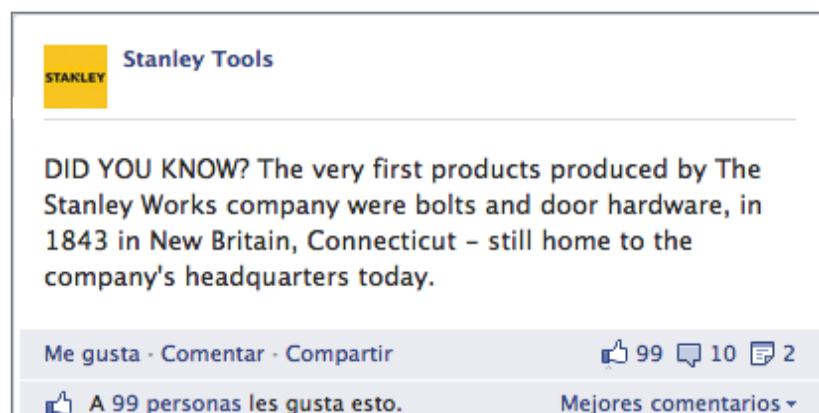 STANLEY
Stanley Tools
DID YOU KNOW? The very first products produced by The
Stanley Works company were bolts and door hardware, in
1843 in New Britain, Connecticut – still home to the
company's headquarters today.
Me gusta · Comentar · Compartir 99 10 2
A 99 personas les gusta esto. Mejores comentarios